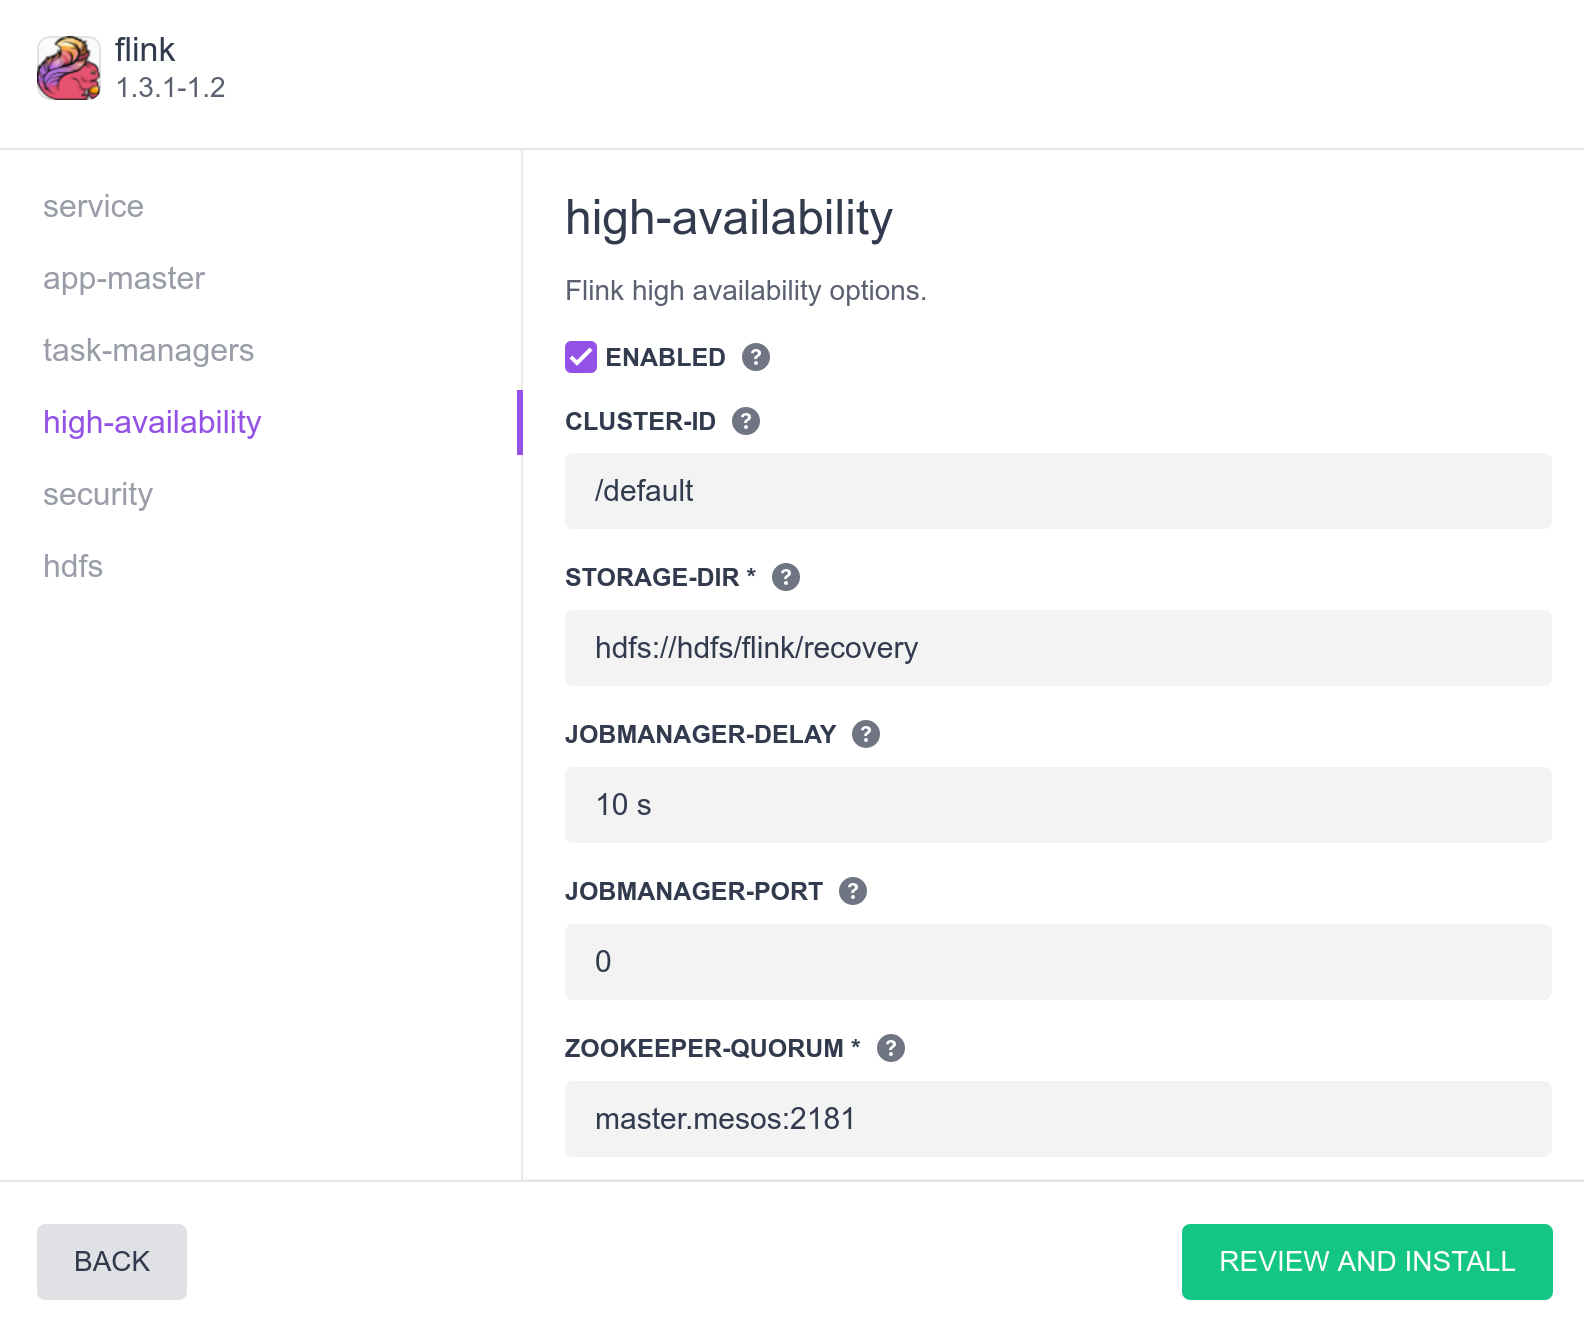 flink
1.3.1-1.2
service
app-master
task-managers
high-availability
security
hdfs
high-availability
Flink high availability options.
ENABLED ?
CLUSTER-ID ?
/default
STORAGE-DIR * ?
hdfs://hdfs/flink/recovery
JOBMANAGER-DELAY ?
10 s
JOBMANAGER-PORT ?
0
ZOOKEEPER-QUORUM * ?
master.mesos:2181
BACK
REVIEW AND INSTALL